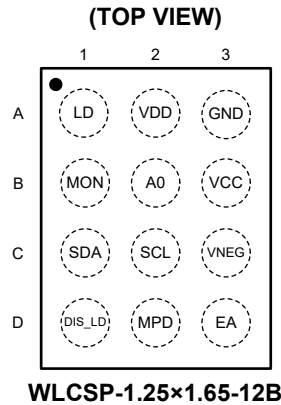 (TOP VIEW)
1 2 3
A LD VDD GND
B MON A0 VCC
C SDA SCL VNEG
D DIS_LD MPD EA
WLCSP-1.25×1.65-12B